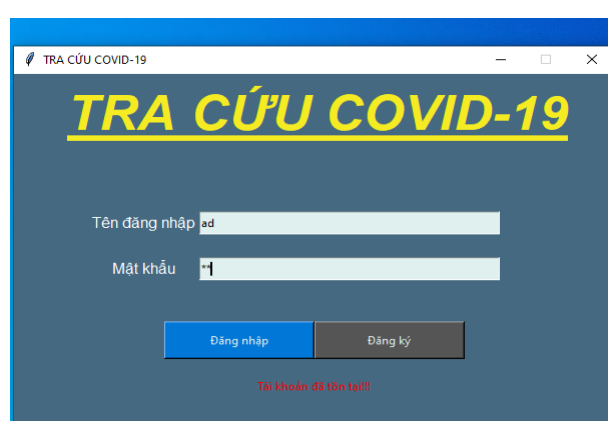 TRA CỨU COVID-19
TRA CỨU COVID-19
Tên đăng nhập ad
Mật khẩu **
Đăng nhập Đăng ký
Tài khoản đã tồn tại!!!